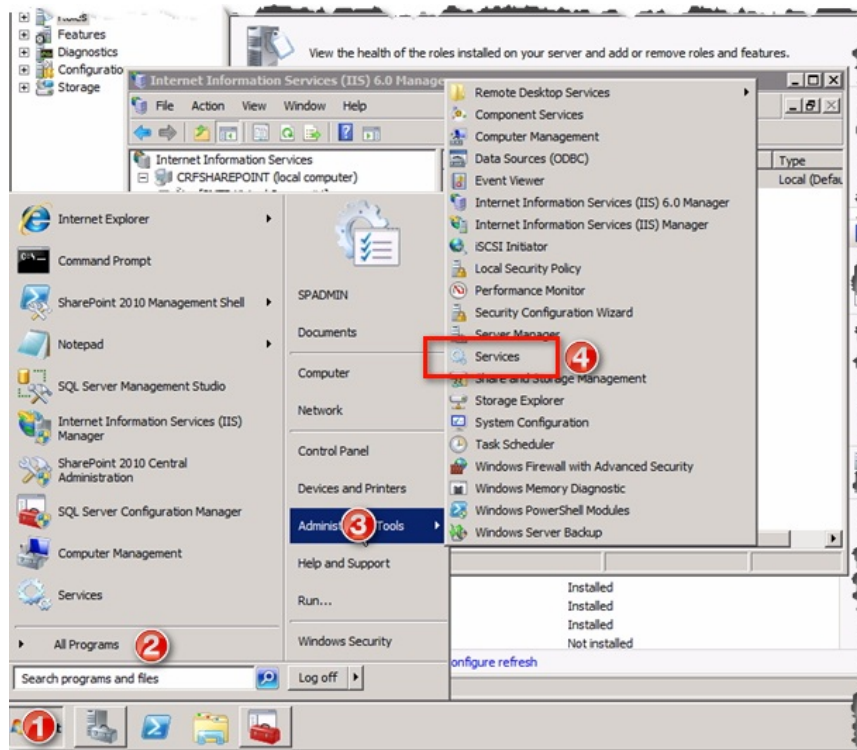 Roles
Features
Diagnostics
Configuratio
Storage
View the health of the roles installed on your server and add or remove roles and features.
Internet Information Services (IIS) 6.0 Manage
File Action View Window Help
Internet Information Services
CRFSHAREPOINT (local computer)
Type
Local (Defau
Internet Explorer
Command Prompt
SharePoint 2010 Management Shell
Notepad
SQL Server Management Studio
Internet Information Services (IIS)
Manager
SharePoint 2010 Central
Administration
SQL Server Configuration Manager
Computer Management
Services
All Programs
2
Search programs and files
SPADMIN
Documents
Computer
Network
Control Panel
Devices and Printers
Administ 3 Tools
Help and Support
Run...
Windows Security
Log off
Remote Desktop Services
Component Services
Computer Management
Data Sources (ODBC)
Event Viewer
Internet Information Services (IIS) 6.0 Manager
Internet Information Services (IIS) Manager
iSCSI Initiator
Local Security Policy
Performance Monitor
Security Configuration Wizard
Server Manager
Services
4
Share and Storage Management
Storage Explorer
System Configuration
Task Scheduler
Windows Firewall with Advanced Security
Windows Memory Diagnostic
Windows PowerShell Modules
Windows Server Backup
Installed
Installed
Installed
Not installed
onfigure refresh
1